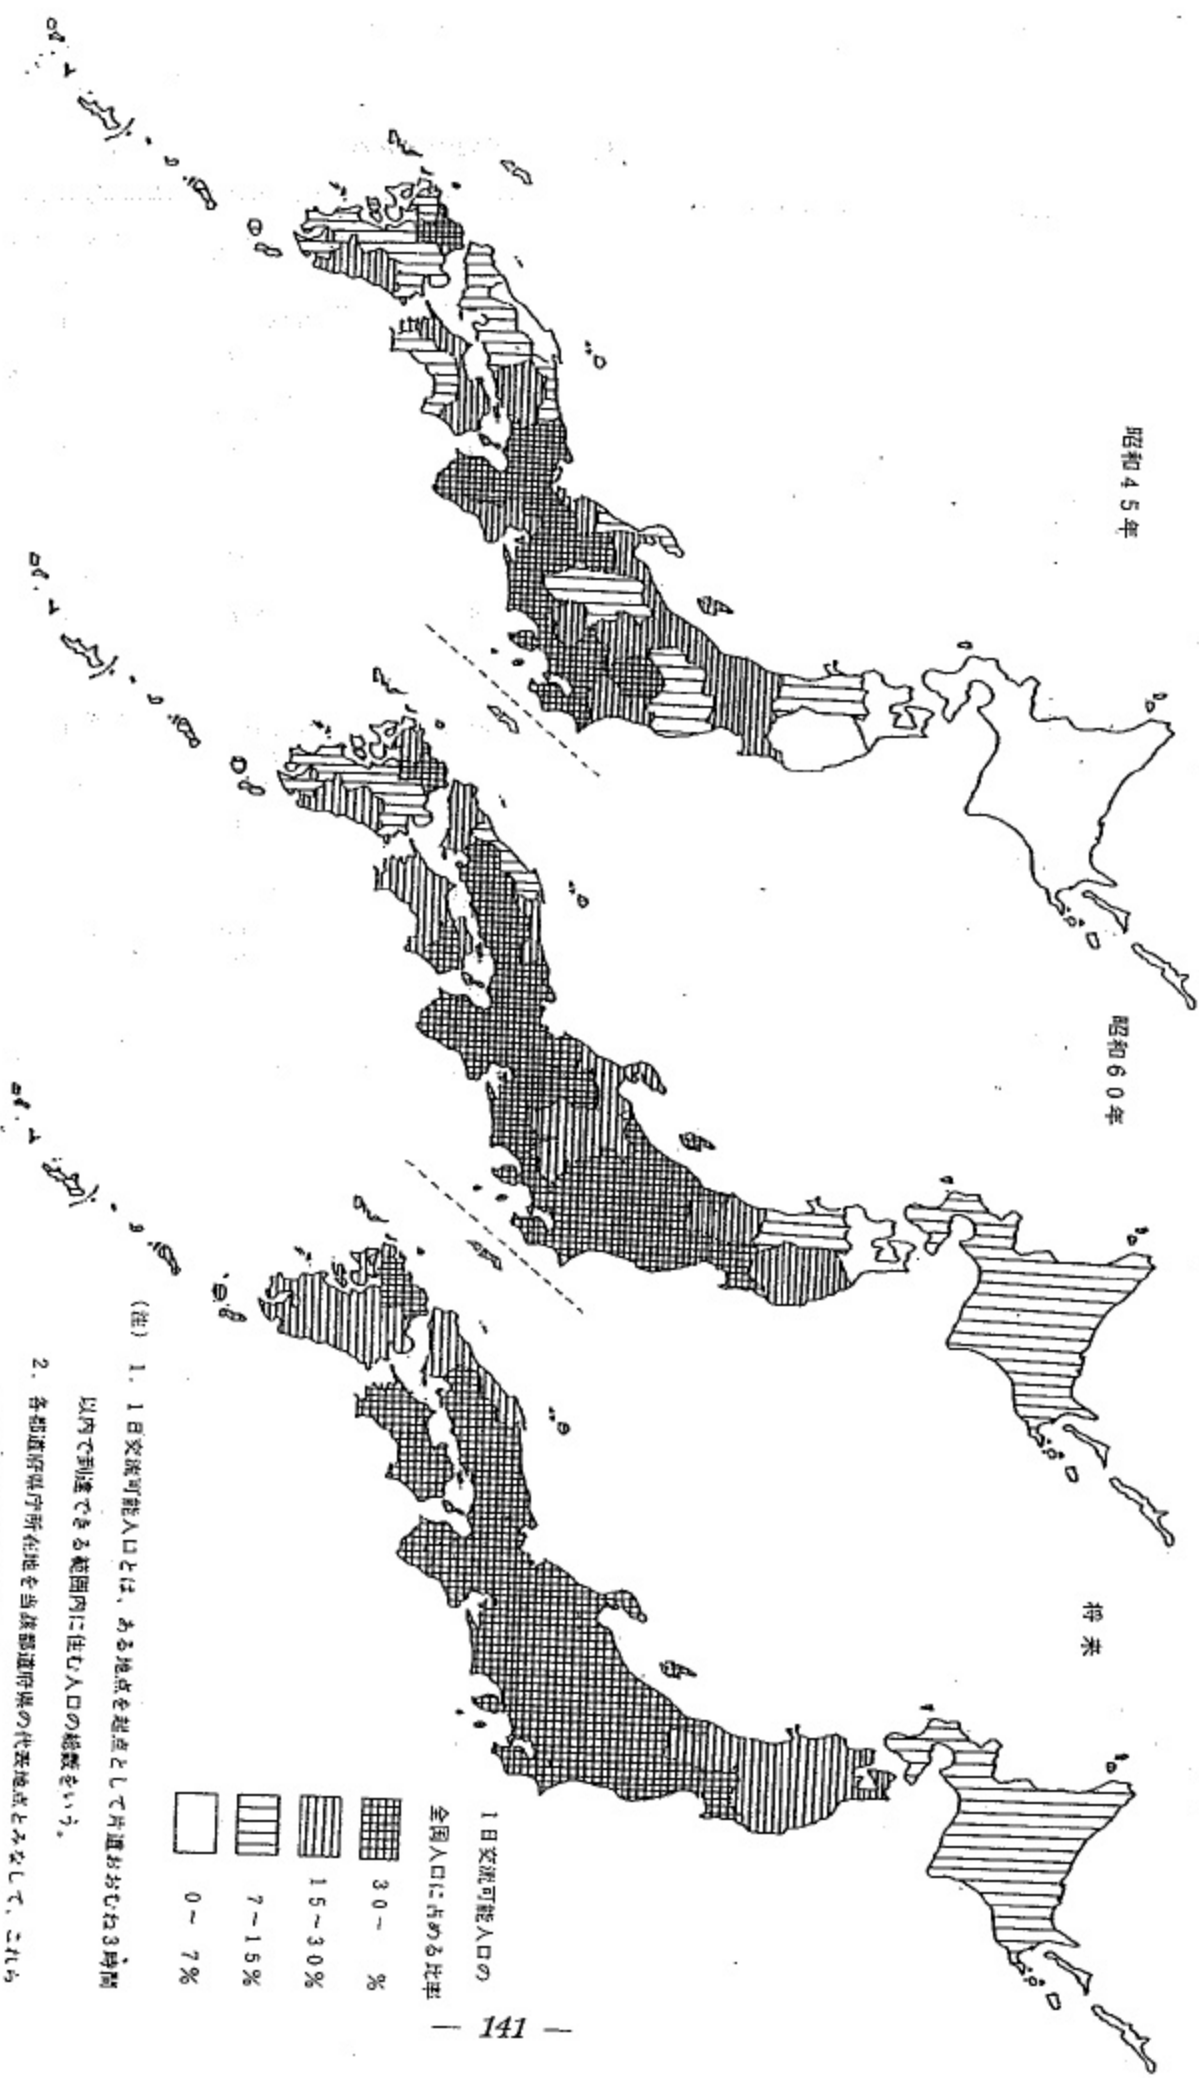 昭和45年
昭和60年
将来
1日交流可能人口の
全国人口に占める比率
30～ %
15～30%
7～15%
0～ 7%
(注) 1. 1日交流可能人口とは、ある地点を起点として片道おおむね3時間
以内で到達できる範囲内に住む人口の総数をいう。
2. 各都道府県庁所在地を当該都道府県の代表地点とみなして、これら
— 141 —